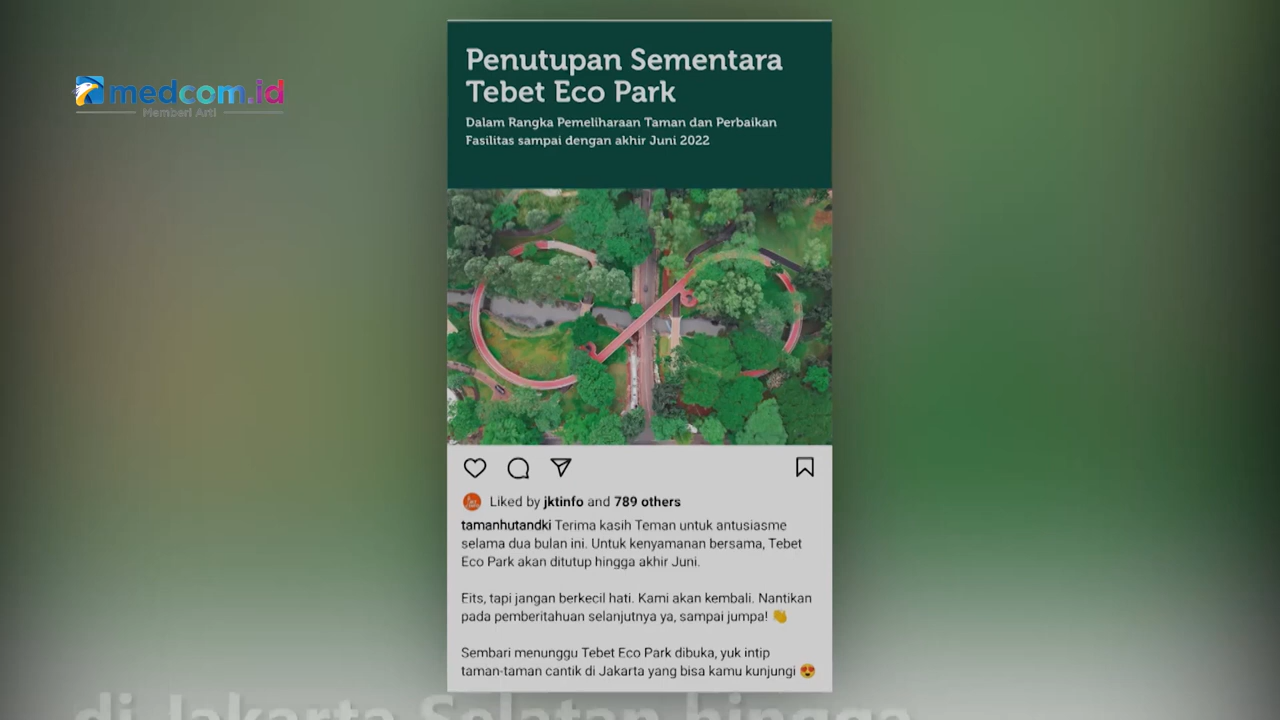 medcom.id
Memberi Arti
Penutupan Sementara
Tebet Eco Park
Dalam Rangka Pemeliharaan Taman dan Perbaikan
Fasilitas sampai dengan akhir Juni 2022
Liked by jktinfo and 789 others
tamanhutandki Terima kasih Teman untuk antusiasme
selama dua bulan ini. Untuk kenyamanan bersama, Tebet
Eco Park akan ditutup hingga akhir Juni.
Eits, tapi jangan berkecil hati. Kami akan kembali. Nantikan
pada pemberitahuan selanjutnya ya, sampai jumpa! 👏
Sembari menunggu Tebet Eco Park dibuka, yuk intip
taman-taman cantik di Jakarta yang bisa kamu kunjungi 😍
di Jakarta Selatan hingga